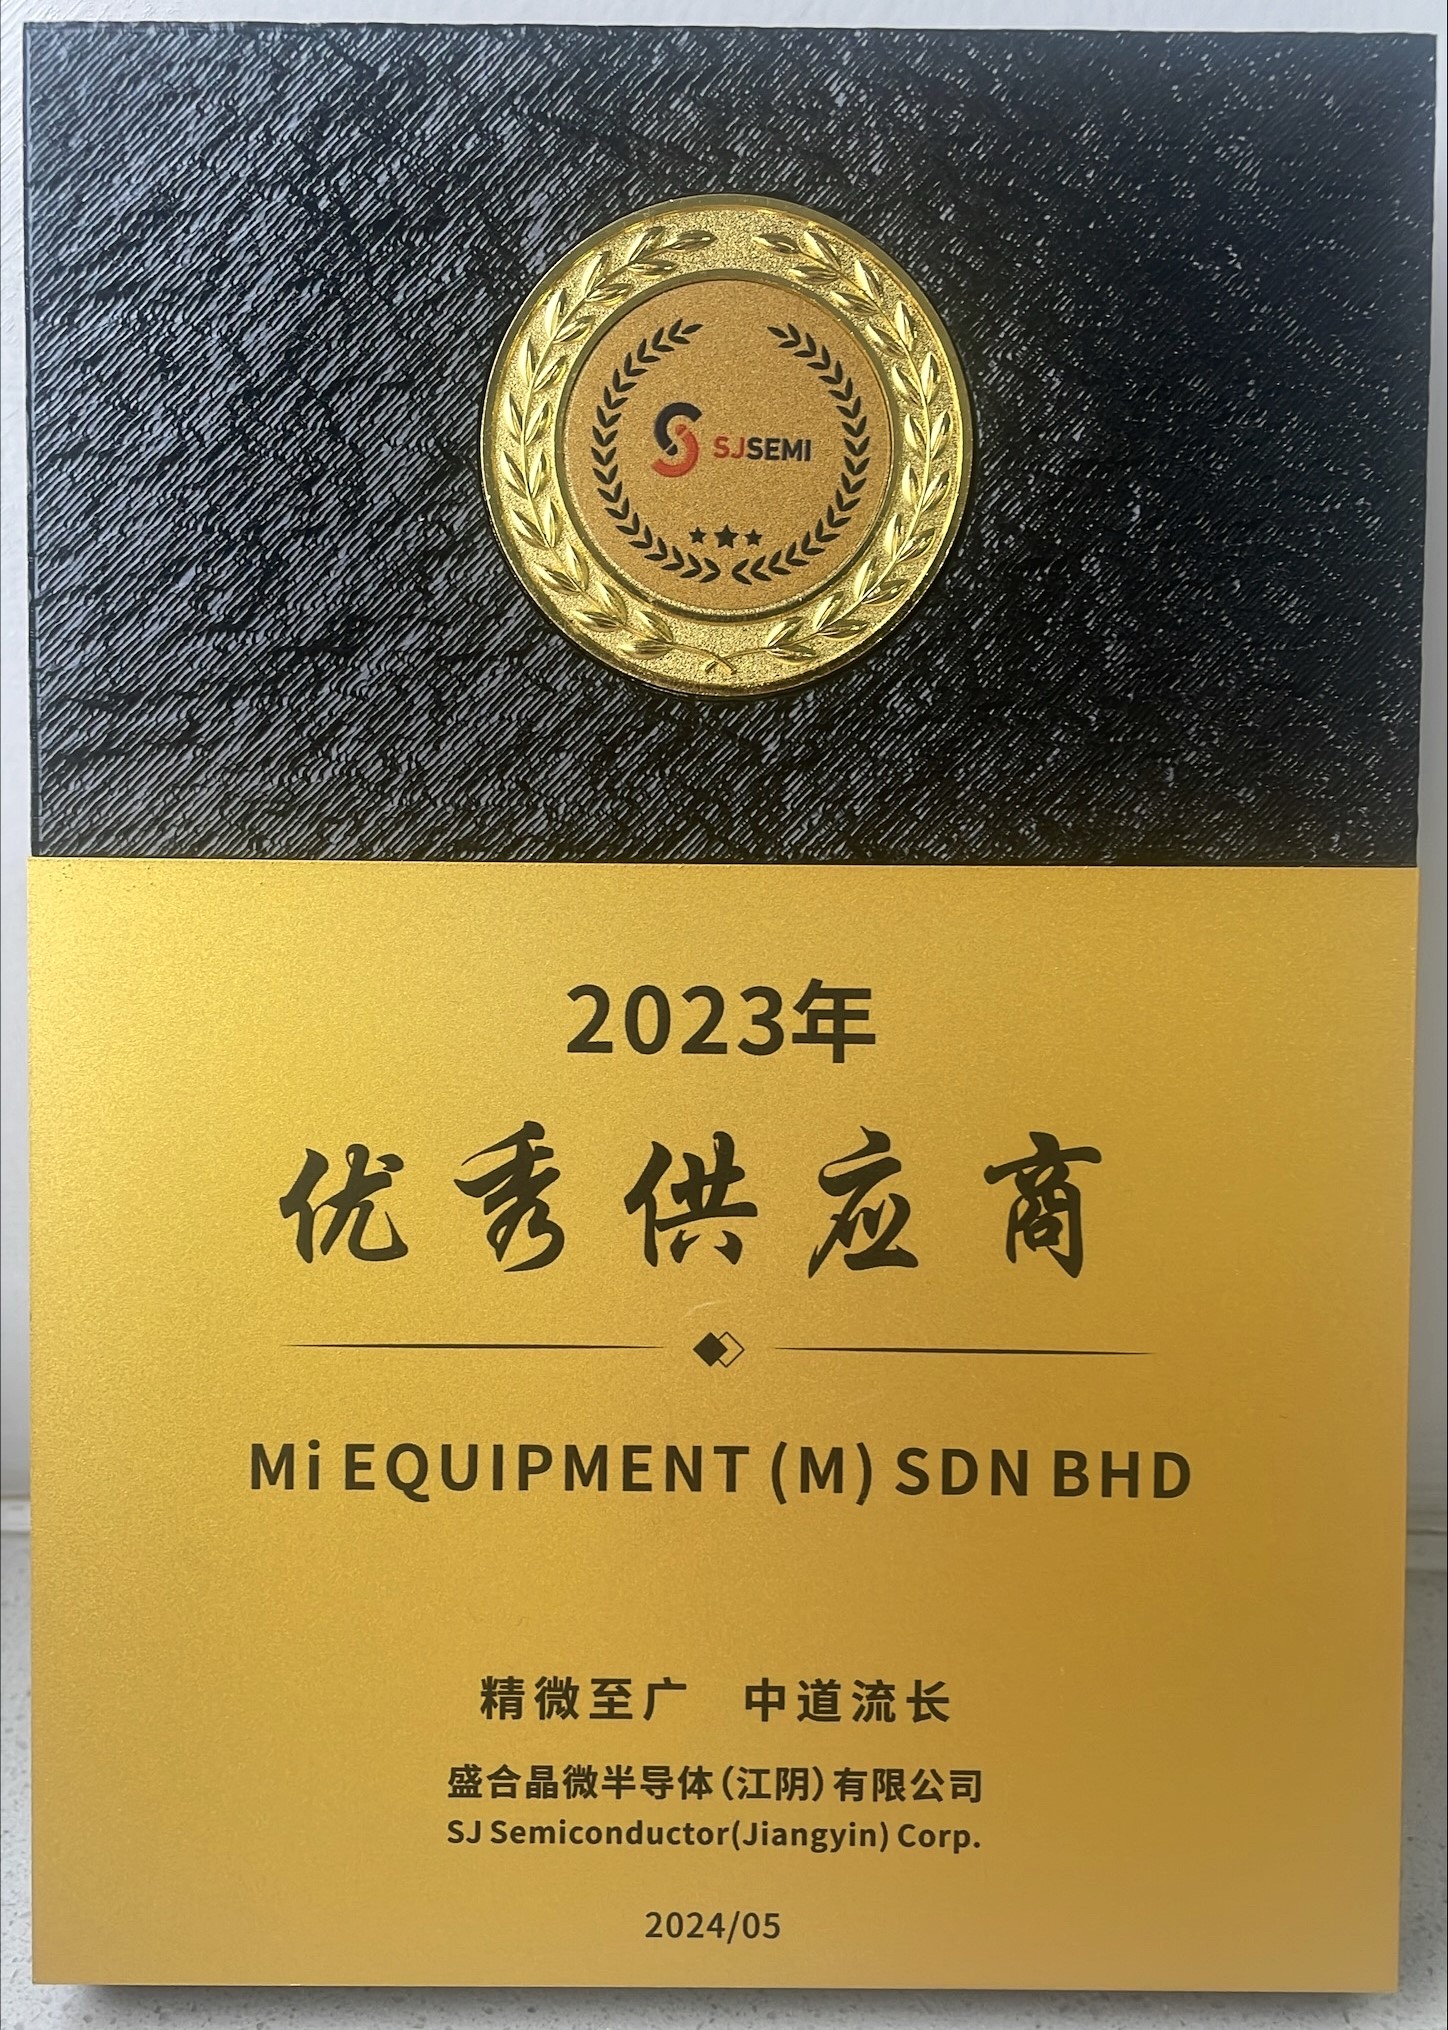 SJSEMI
2023年
优秀供应商
Mi EQUIPMENT (M) SDN BHD
精微至广 中道流长
盛合晶微半导体(江阴)有限公司
SJ Semiconductor(Jiangyin) Corp.
2024/05